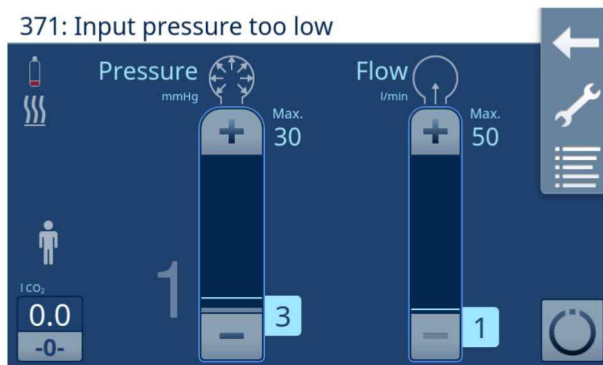 371: Input pressure too low
Pressure
mmHg
Max.
30
Flow
l/min
Max.
50
1
3
1
I CO₂
0.0
-0-